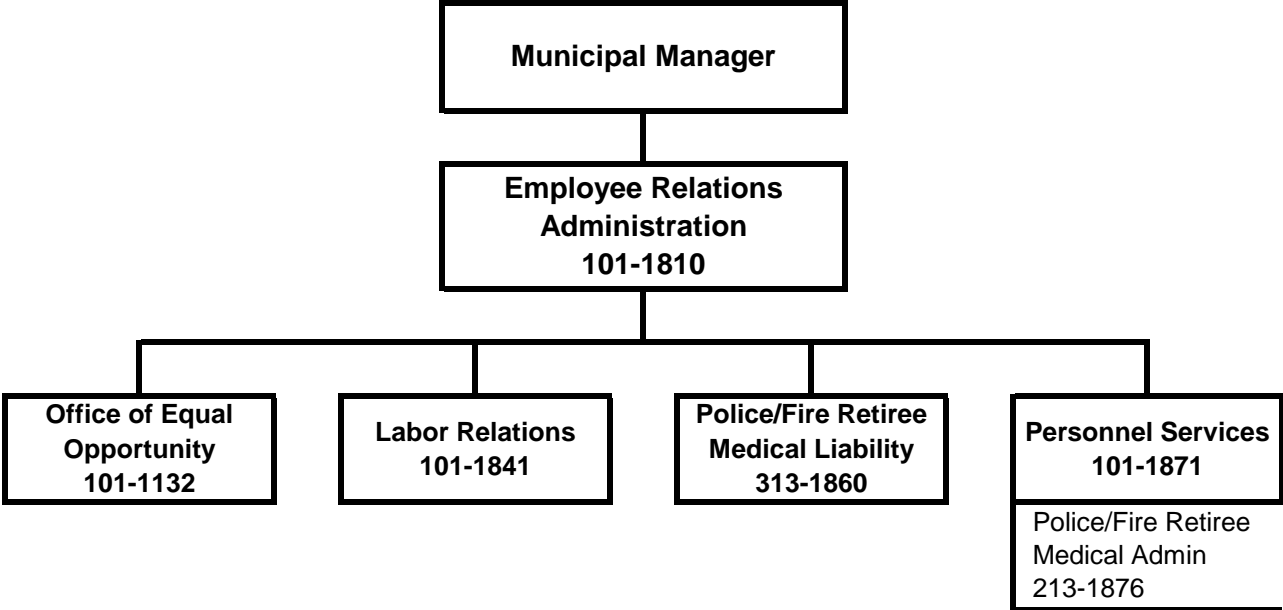 Municipal Manager
Employee Relations
Administration
101-1810
Office of Equal
Opportunity
101-1132
Labor Relations
101-1841
Police/Fire Retiree
Medical Liability
313-1860
Personnel Services
101-1871
Police/Fire Retiree
Medical Admin
213-1876